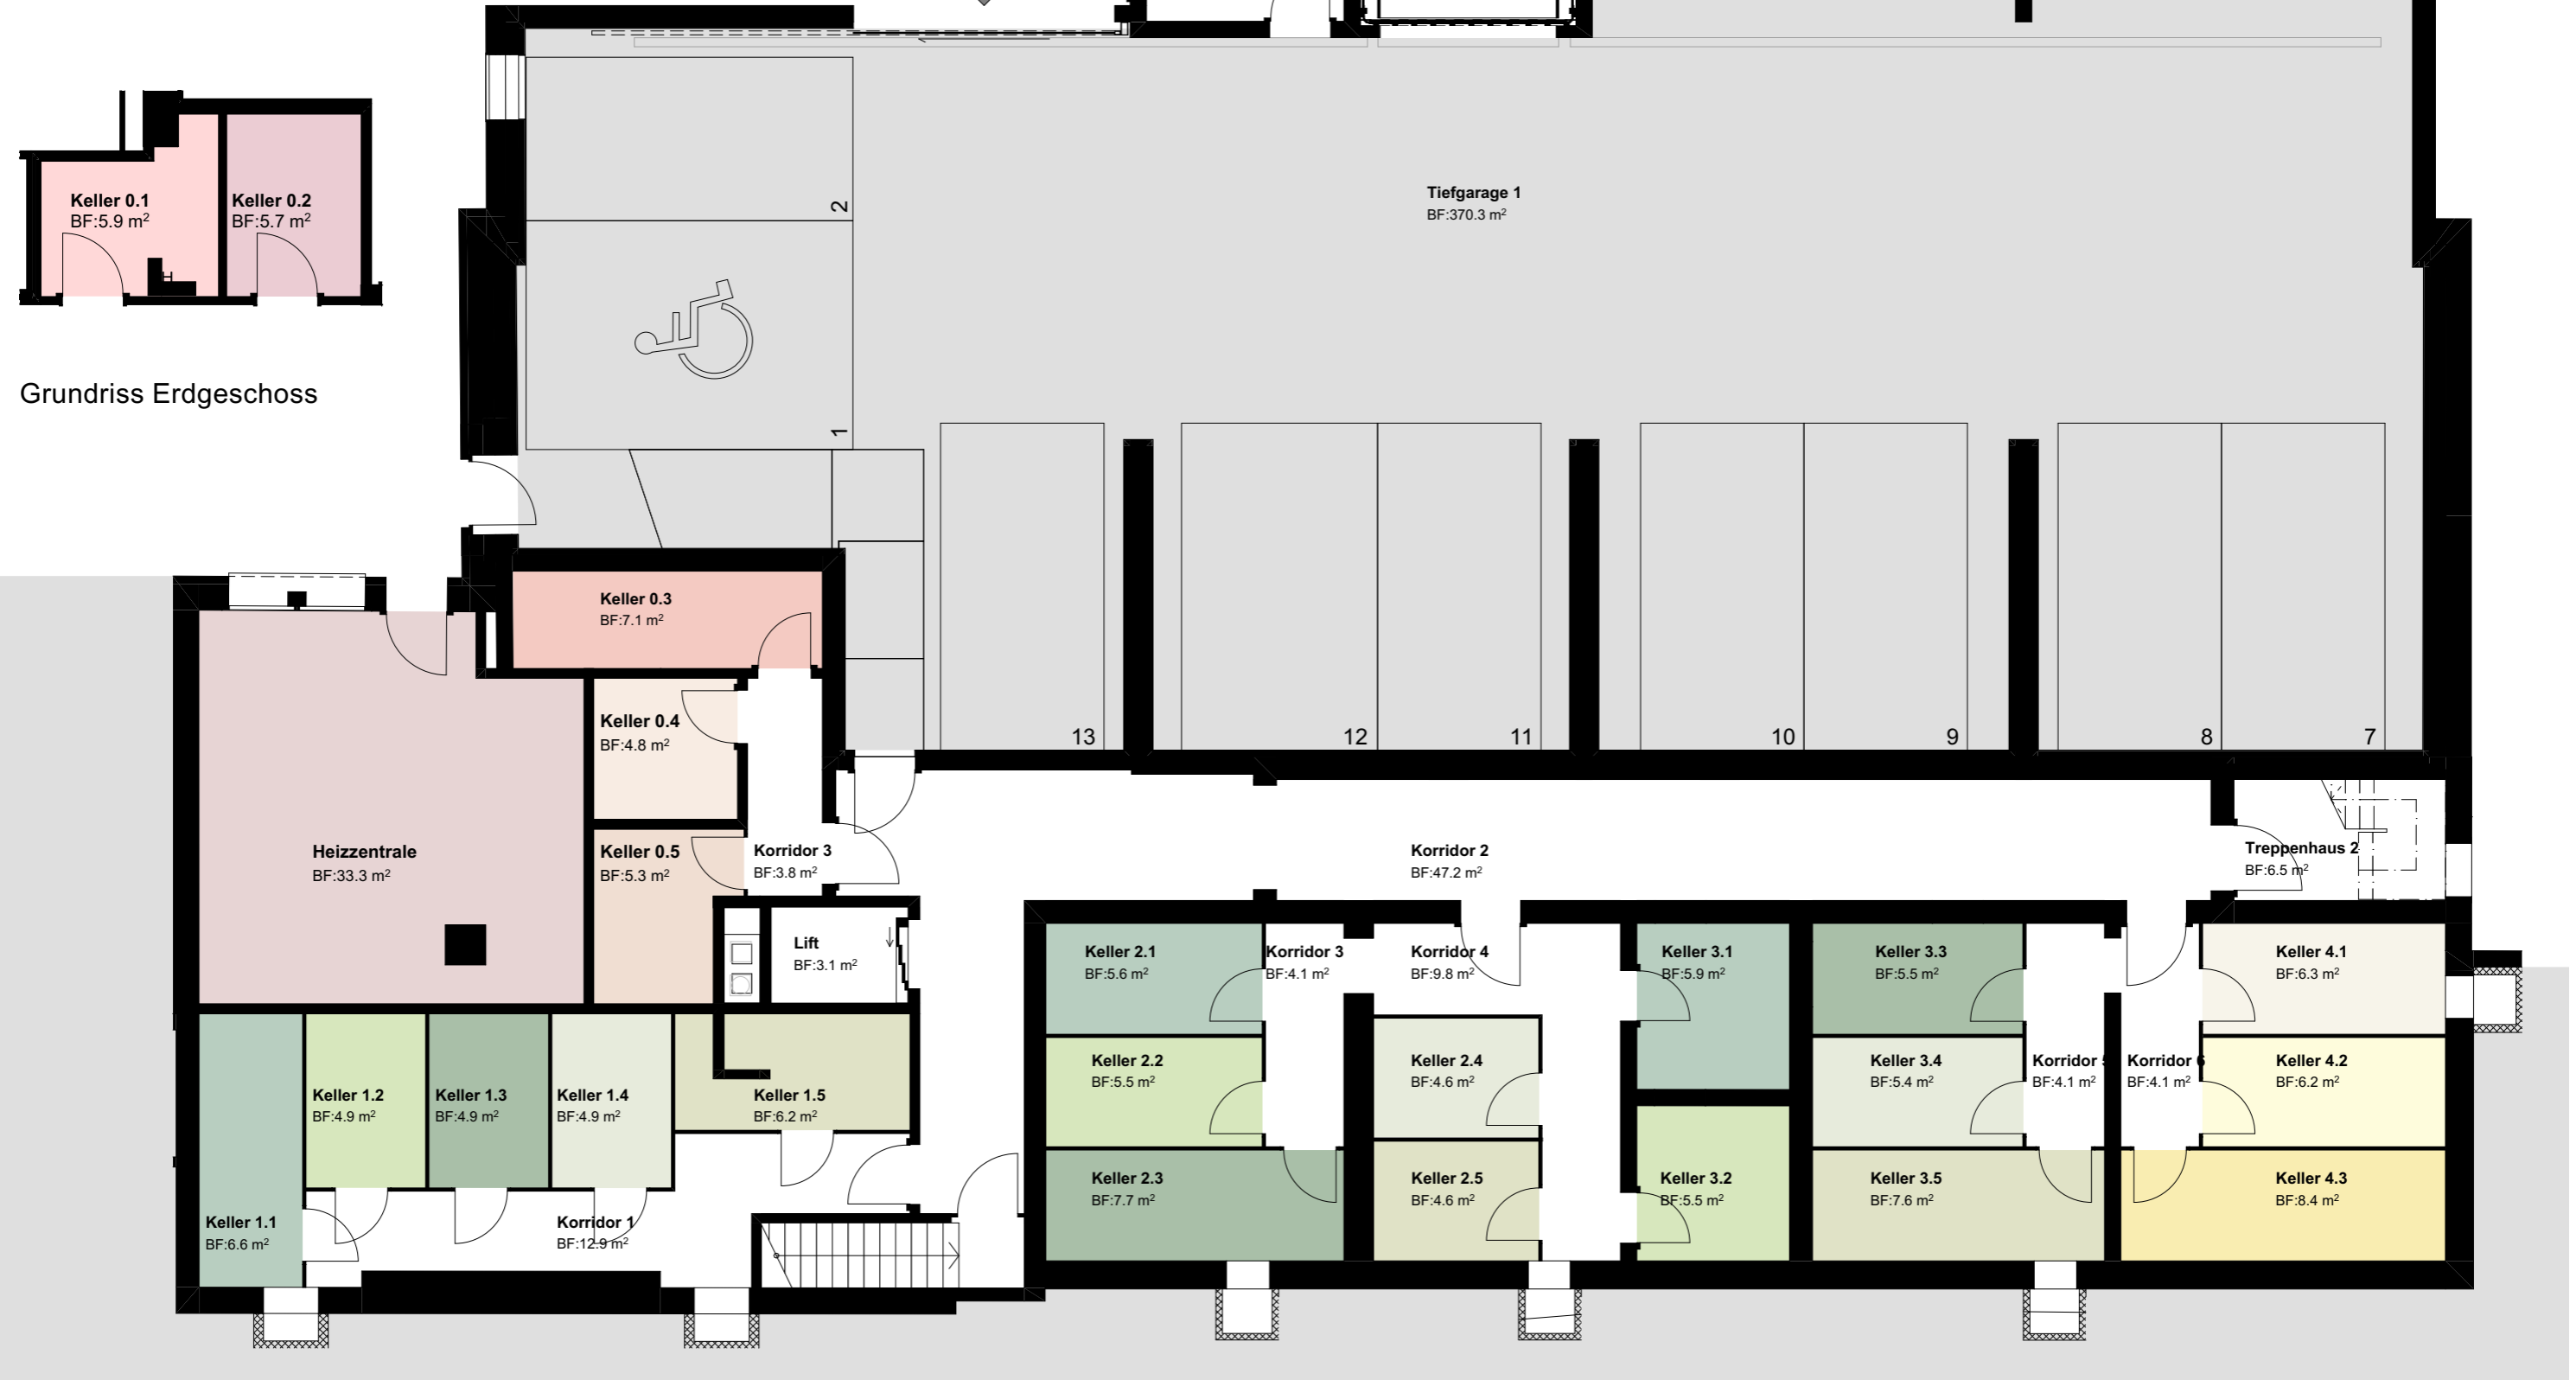 Keller 0.1
BF:5.9 m²
Keller 0.2
BF:5.7 m²
H
Grundriss Erdgeschoss
2
1
Tiefgarage 1
BF:370.3 m²
13
12
11
10
9
8
7
Keller 0.3
BF:7.1 m²
Keller 0.4
BF:4.8 m²
Heizzentrale
BF:33.3 m²
Keller 0.5
BF:5.3 m²
Korridor 3
BF:3.8 m²
Korridor 2
BF:47.2 m²
Treppenhaus 2
BF:6.5 m²
Lift
BF:3.1 m²
Keller 2.1
BF:5.6 m²
Korridor 3
BF:4.1 m²
Korridor 4
BF:9.8 m²
Keller 3.1
BF:5.9 m²
Keller 3.3
BF:5.5 m²
Keller 4.1
BF:6.3 m²
Keller 2.2
BF:5.5 m²
Keller 2.4
BF:4.6 m²
Keller 3.4
BF:5.4 m²
Korridor 5
BF:4.1 m²
Korridor 6
BF:4.1 m²
Keller 4.2
BF:6.2 m²
Keller 1.2
BF:4.9 m²
Keller 1.3
BF:4.9 m²
Keller 1.4
BF:4.9 m²
Keller 1.5
BF:6.2 m²
Keller 2.3
BF:7.7 m²
Keller 2.5
BF:4.6 m²
Keller 3.2
BF:5.5 m²
Keller 3.5
BF:7.6 m²
Keller 4.3
BF:8.4 m²
Keller 1.1
BF:6.6 m²
Korridor 1
BF:12.9 m²